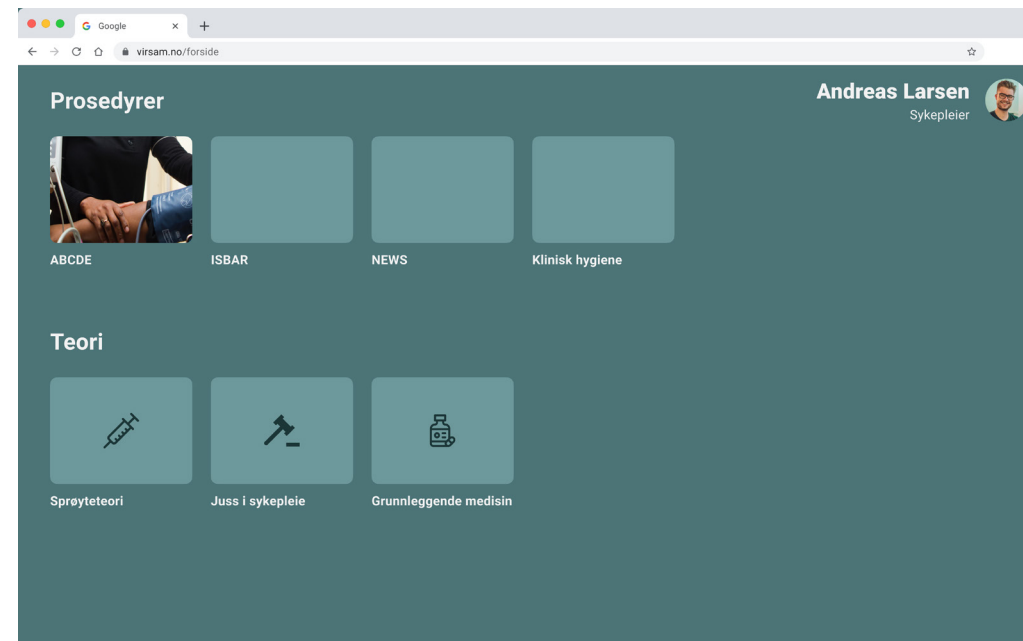 Google
virsam.no/forside
Prosedyrer
Andreas Larsen
Sykepleier
ABCDE
ISBAR
NEWS
Klinisk hygiene
Teori
Sprøyteteori
Juss i sykepleie
Grunnleggende medisin